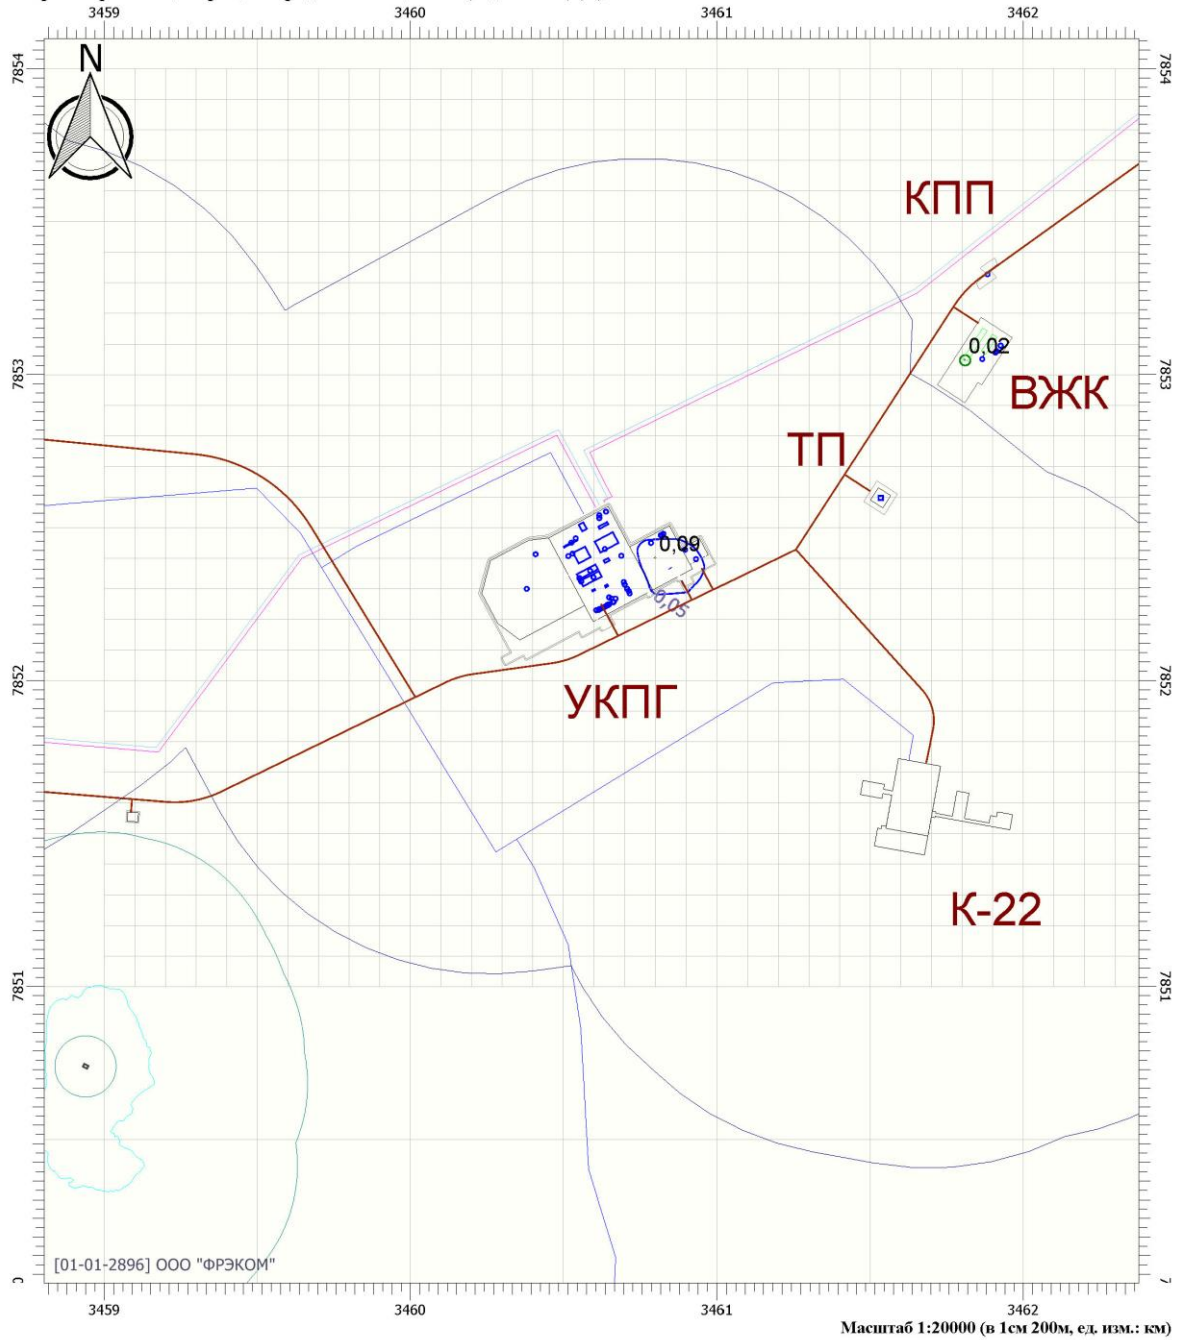 3459 3460 3461 3462
N
7854 7854
КПП
0,02
7853 7853
ВЖК
ТП
0,09
0,05
7852 7852
УКПГ
К-22
7851 7851
[01-01-2896] ООО "ФРЭКОМ"
3459 3460 3461 3462
Масштаб 1:20000 (в 1см 200м, ед. изм.: км)